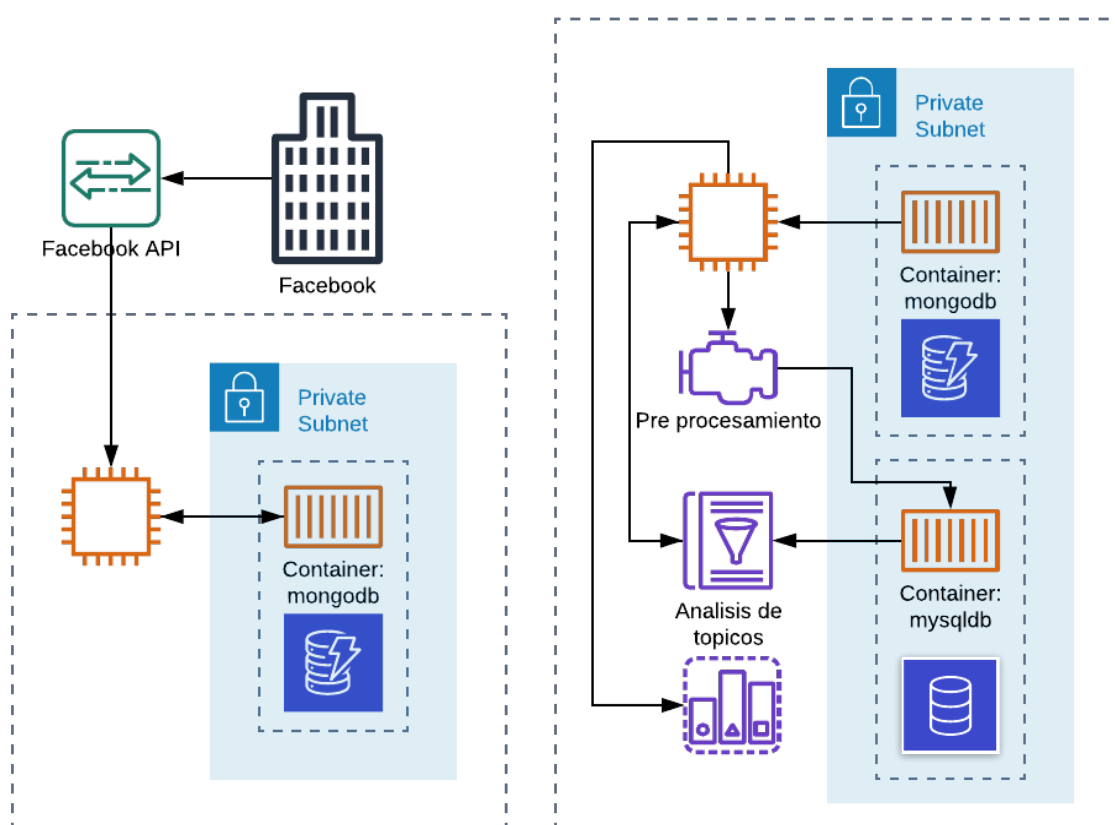 Facebook API
Facebook
Private
Subnet
Container:
mongodb
Private
Subnet
Container:
mongodb
Pre procesamiento
Analisis de
topicos
Container:
mysqldb